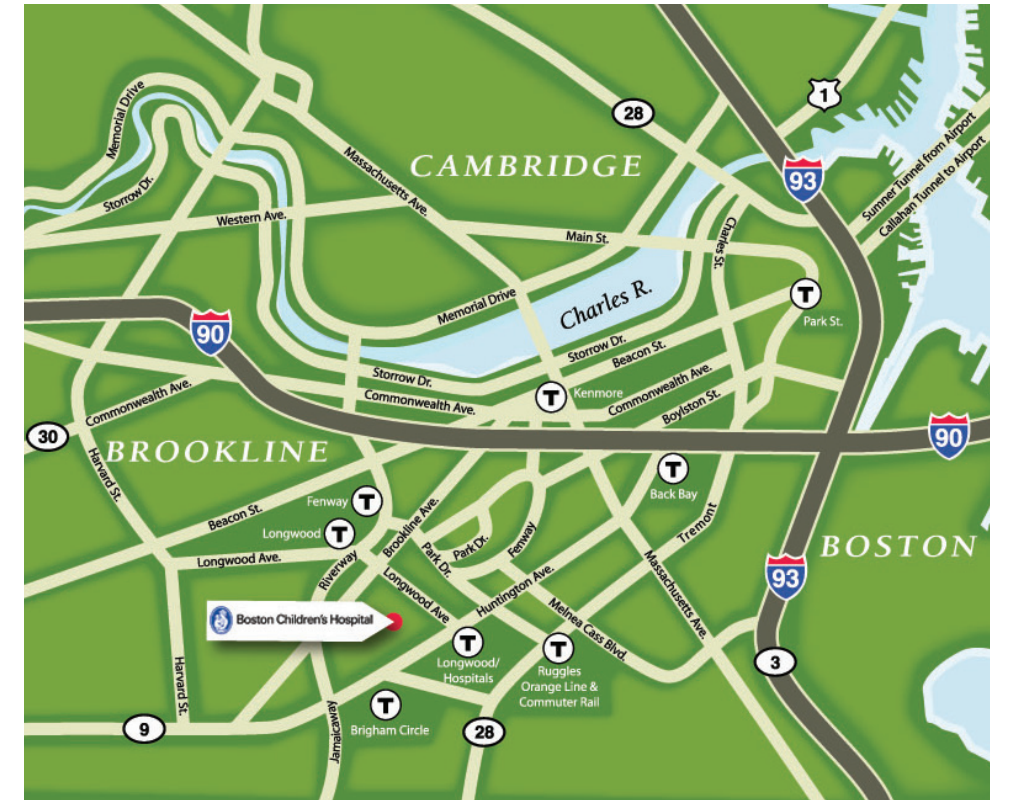 1
28
Memorial Drive
CAMBRIDGE
Massachusetts Ave.
93
Sumner Tunnel from Airport
Callahan Tunnel to Airport
Storrow Dr.
Western Ave.
Main St.
Charles St.
Memorial Drive
Charles R.
T
Park St.
90
Storrow Dr.
Beacon St.
Storrow Dr.
Commonwealth Ave.
Commonwealth Ave.
T
Kenmore
Commonwealth Ave.
Boylston St.
30
BROOKLINE
90
Harvard St.
T
Back Bay
Fenway
T
Beacon St.
Longwood
T
Brookline Ave.
Tremont
Park Dr.
Park Dr.
Fenway
BOSTON
Longwood Ave.
Riverway
Longwood Ave
Huntington Ave.
Massachusetts Ave.
93
Boston Children's Hospital
Melnea Cass Blvd.
T
Longwood/
Hospitals
T
Ruggles
Orange Line &
Commuter Rail
3
Harvard St.
T
Brigham Circle
Jamaicaway
9
28